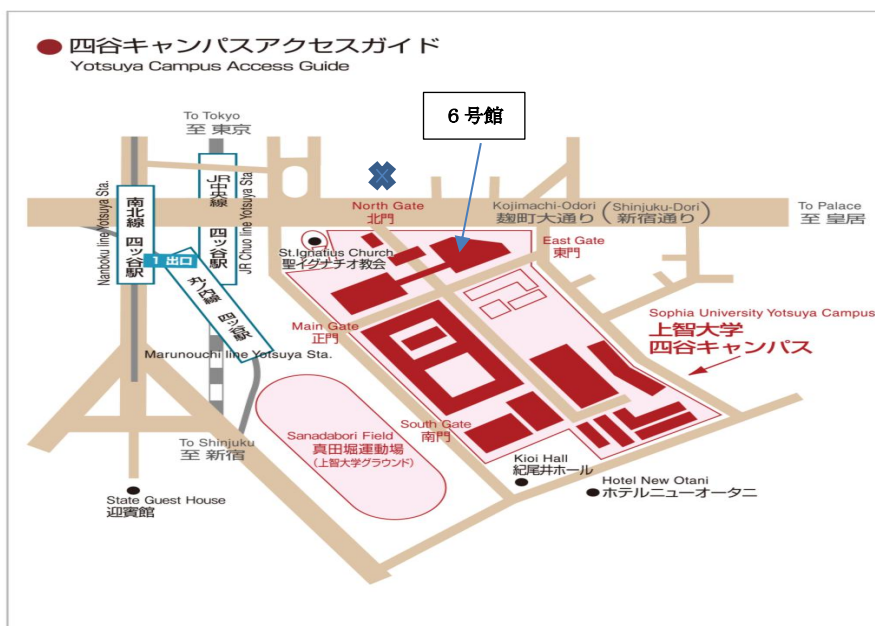 四谷キャンパスアクセスガイド
Yotsuya Campus Access Guide
6号館
To Tokyo
至 東京
Nanboku line Yotsuya Sta.
南北線 四ッ谷駅
JR中央線 四ッ谷駅
JR Chuo line Yotsuya Sta.
North Gate
北門
Kojimachi-Odori
麹町大通り
(Shinjuku-Dori)
(新宿通り)
To Palace
至 皇居
St.Ignatius Church
聖イグナチオ教会
East Gate
東門
1 出口
丸ノ内線 四ッ谷駅
Marunouchi line Yotsuya Sta.
Main Gate
正門
Sophia University Yotsuya Campus
上智大学
四谷キャンパス
To Shinjuku
至 新宿
Sanadabori Field
真田堀運動場
(上智大学グラウンド)
South Gate
南門
Kioi Hall
紀尾井ホール
Hotel New Otani
ホテルニューオータニ
State Guest House
迎賓館